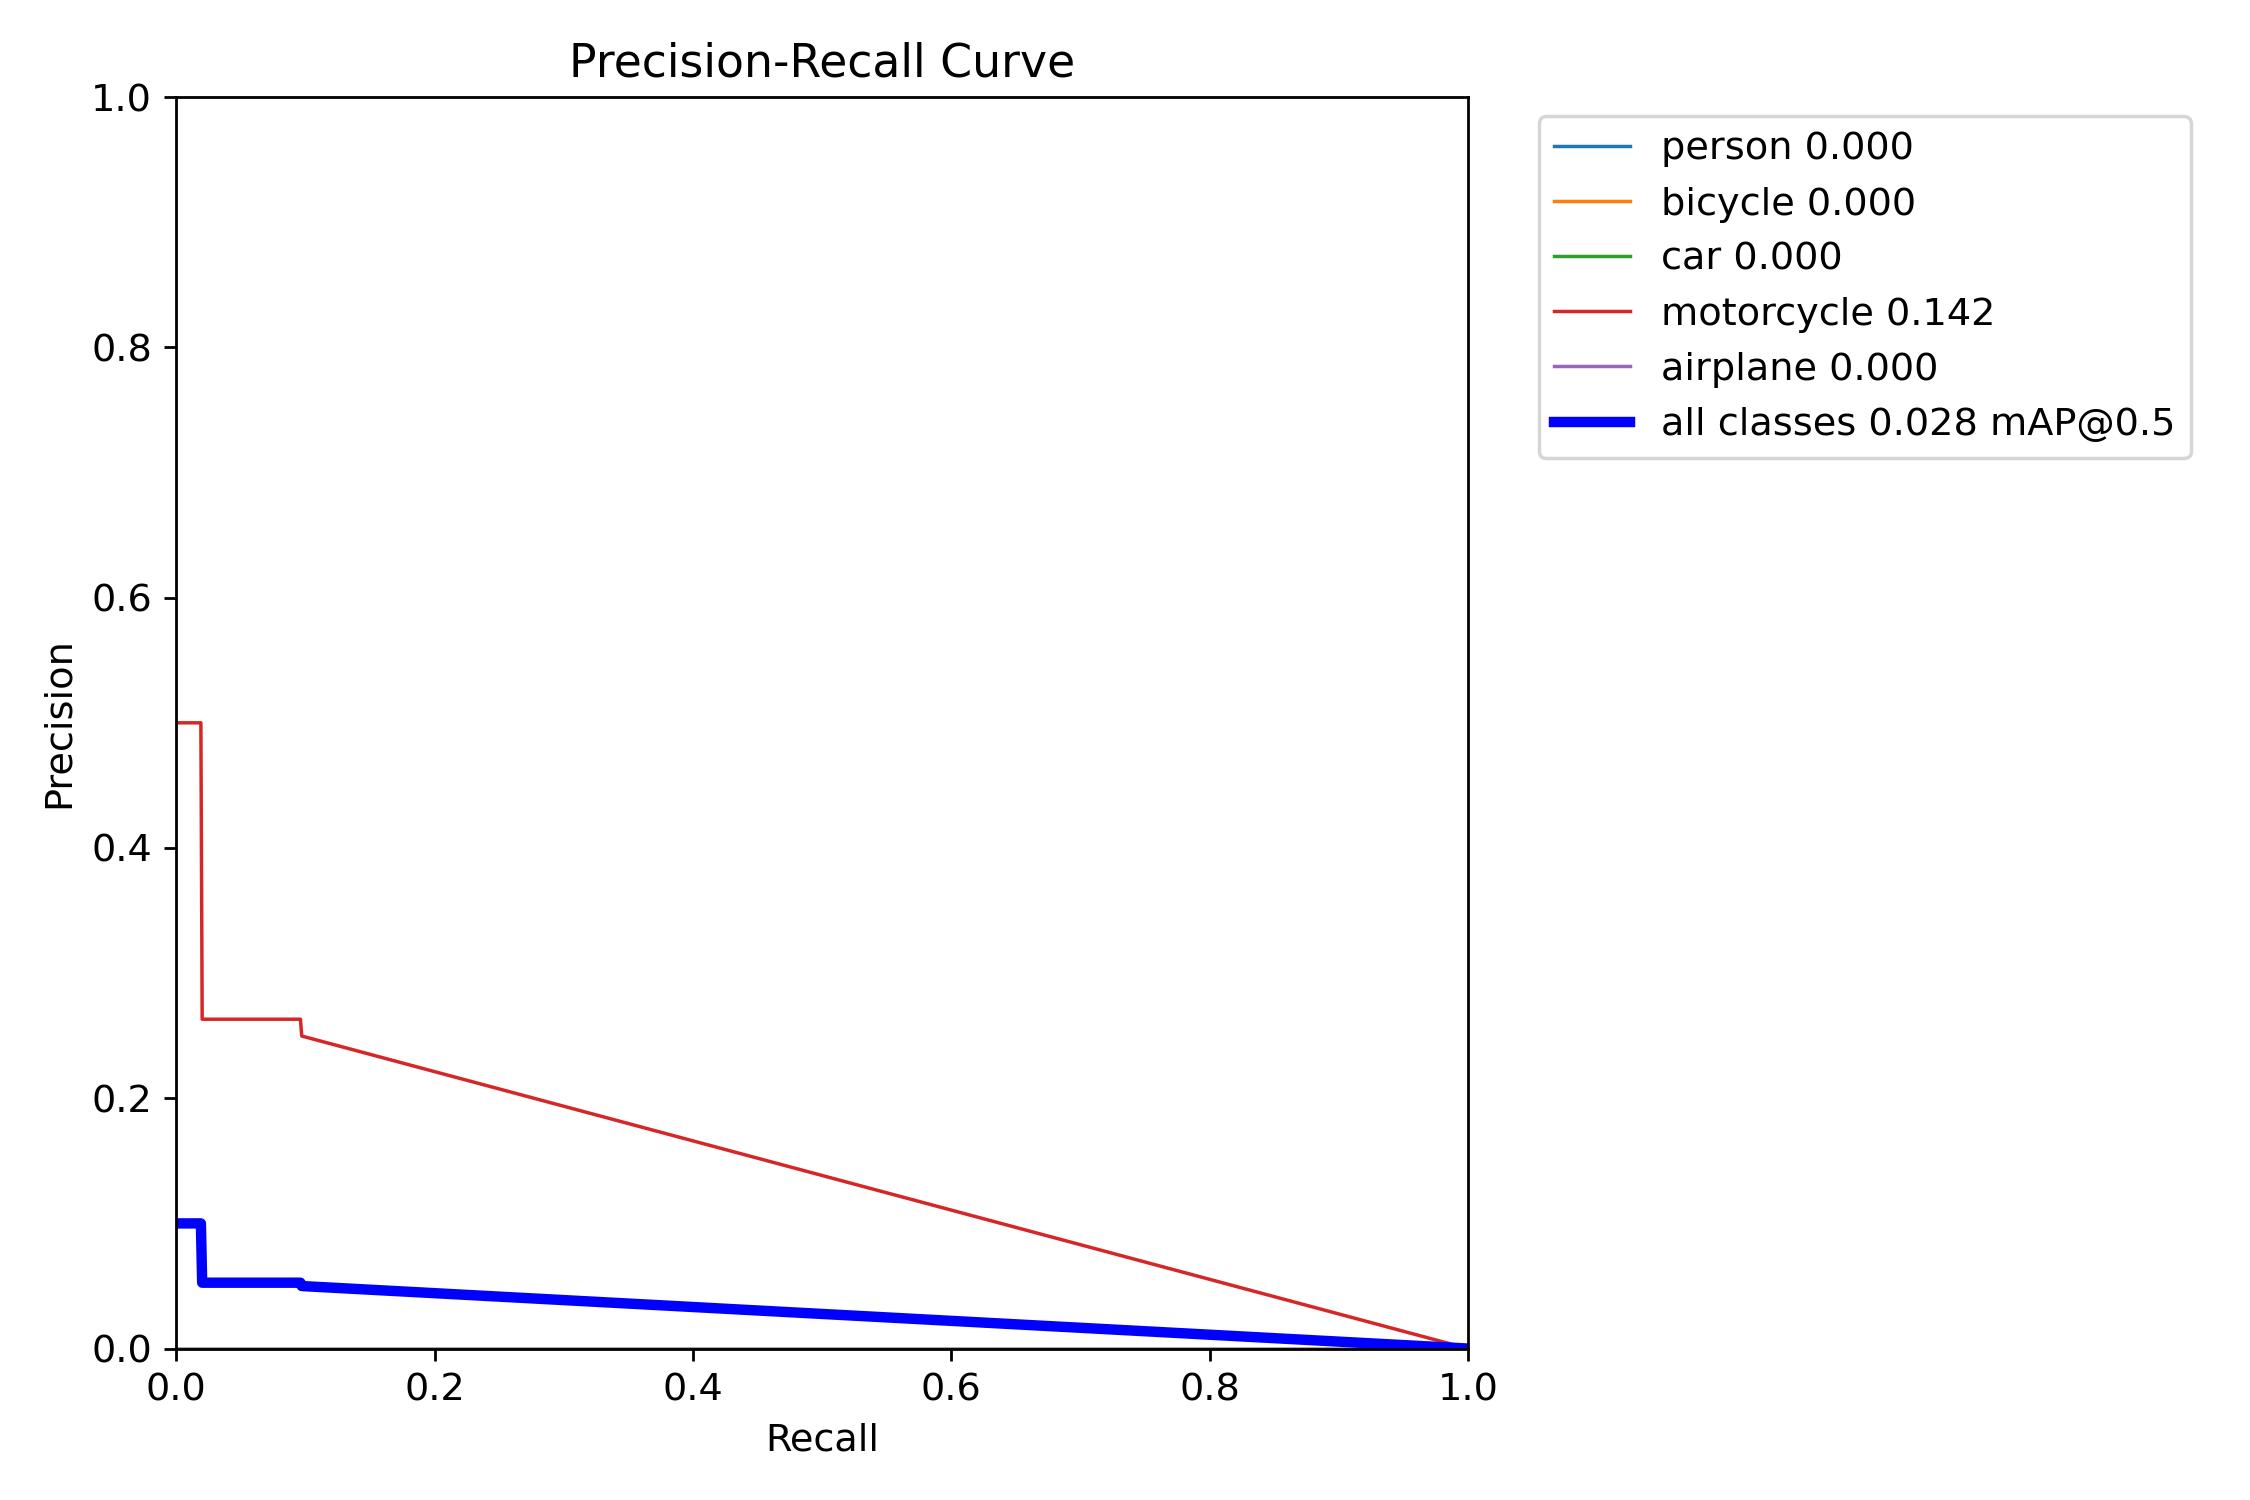 Precision-Recall Curve
1.0
0.8
0.6
0.4
0.2
0.0
Precision
0.0 0.2 0.4 0.6 0.8 1.0
Recall
person 0.000
bicycle 0.000
car 0.000
motorcycle 0.142
airplane 0.000
all classes 0.028 mAP@0.5